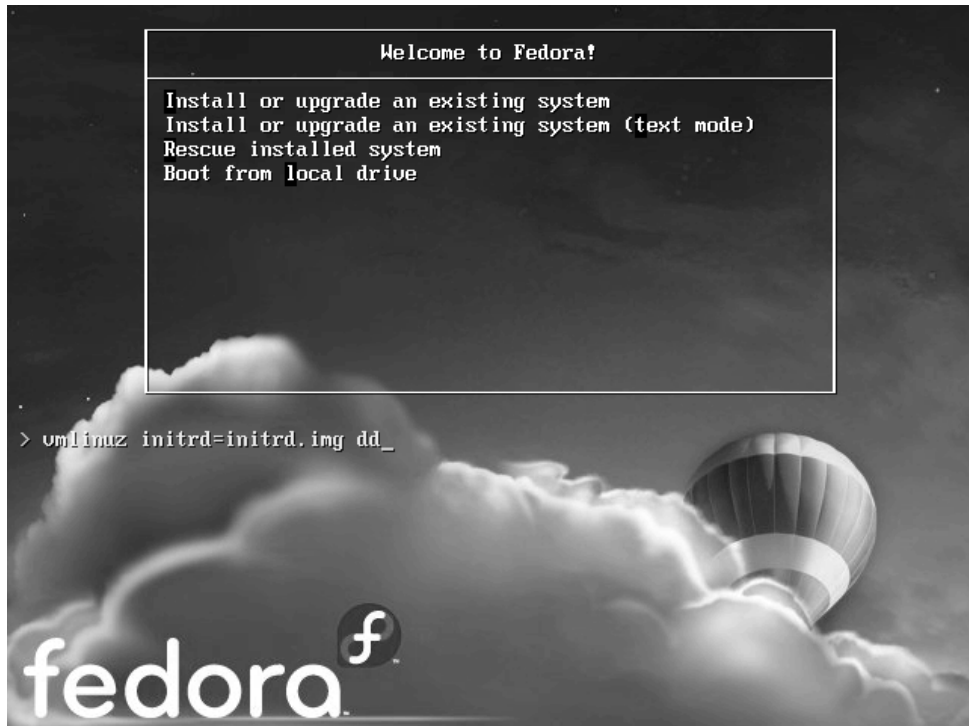 Welcome to Fedora!
Install or upgrade an existing system
Install or upgrade an existing system (text mode)
Rescue installed system
Boot from local drive
> vmlinuz initrd=initrd.img dd_
fedora